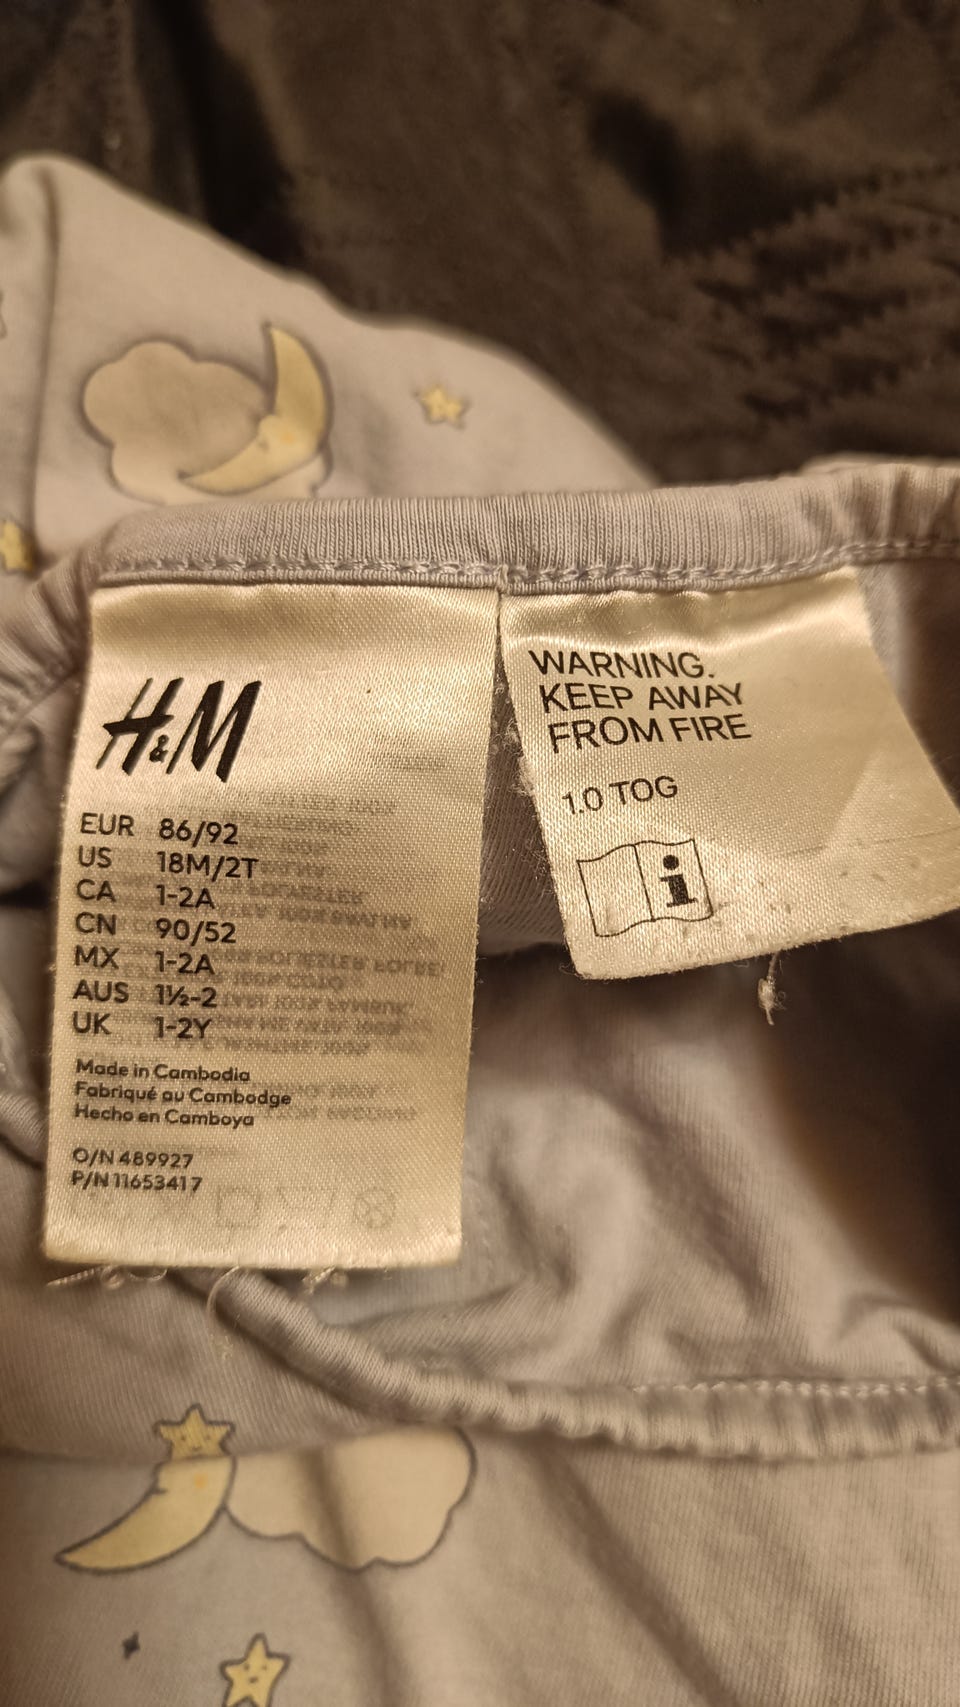 H&M
EUR 86/92
US 18M/2T
CA 1-2A
CN 90/52
MX 1-2A
AUS 1½-2
UK 1-2Y
Made in Cambodia
Fabriqué au Cambodge
Hecho en Camboya
O/N 489927
P/N 11653417
WARNING.
KEEP AWAY
FROM FIRE
1.0 TOG
i